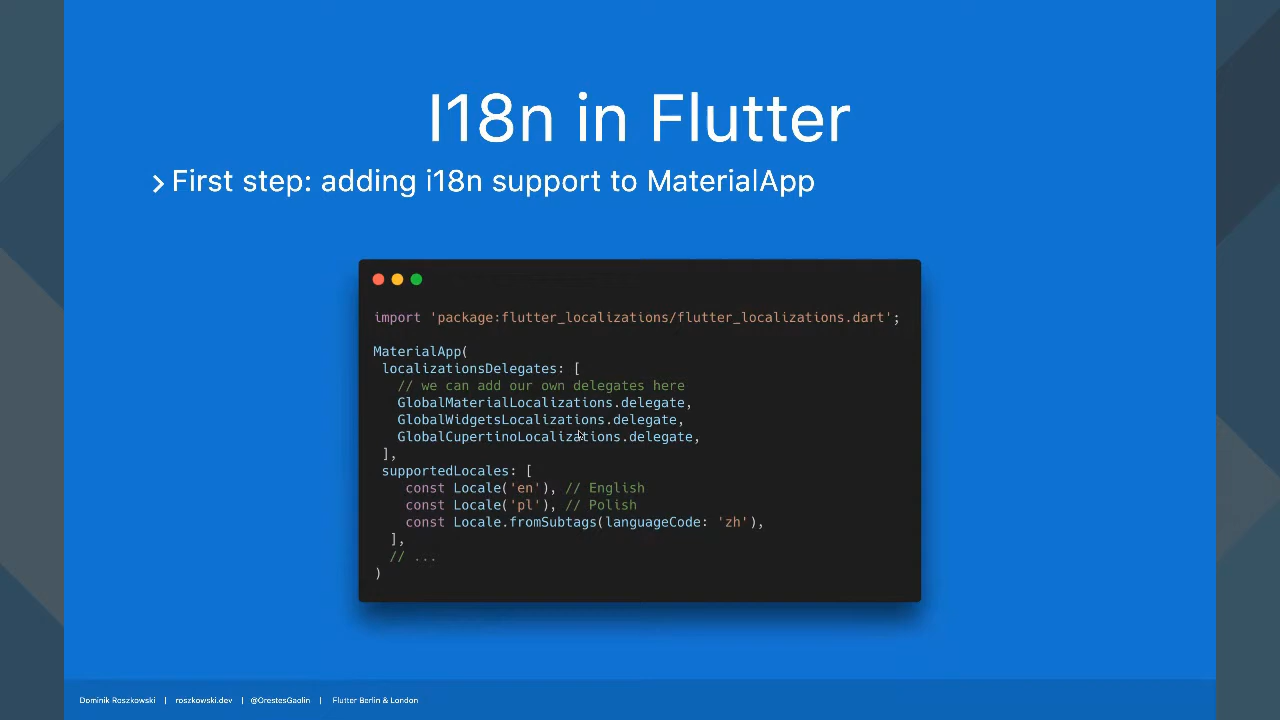 I18n in Flutter
› First step: adding i18n support to MaterialApp
import 'package:flutter_localizations/flutter_localizations.dart';
MaterialApp(
localizationsDelegates: [
// we can add our own delegates here
GlobalMaterialLocalizations.delegate,
GlobalWidgetsLocalizations.delegate,
GlobalCupertinoLocalizations.delegate,
],
supportedLocales: [
const Locale('en'), // English
const Locale('pl'), // Polish
const Locale.fromSubtags(languageCode: 'zh'),
],
// ...
)
Dominik Roszkowski | roszkowski.dev | @OrestesGaolin | Flutter Berlin & London